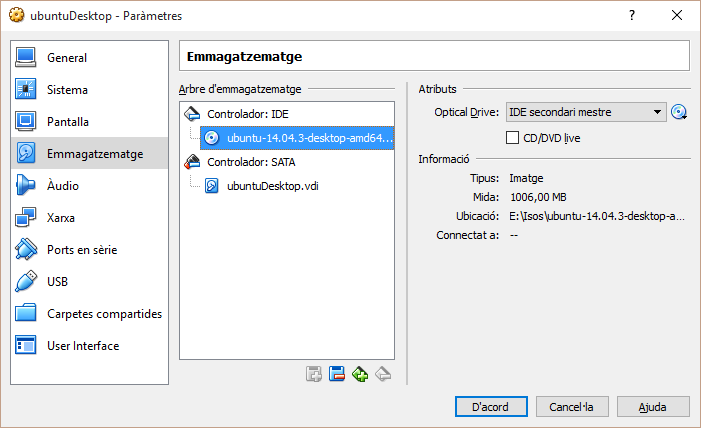 ubuntuDesktop - Paràmetres
?
General
Sistema
Pantalla
Emmagatzematge
Àudio
Xarxa
Ports en sèrie
USB
Carpetes compartides
User Interface
Emmagatzematge
Arbre d'emmagatzematge
Controlador: IDE
ubuntu-14.04.3-desktop-amd64...
Controlador: SATA
ubuntuDesktop.vdi
Atributs
Optical Drive: IDE secundari mestre
CD/DVD live
Informació
Tipus: Imatge
Mida: 1006,00 MB
Ubicació: E:\Isos\ubuntu-14.04.3-desktop-a...
Connectat a: --
D'acord
Cancel·la
Ajuda